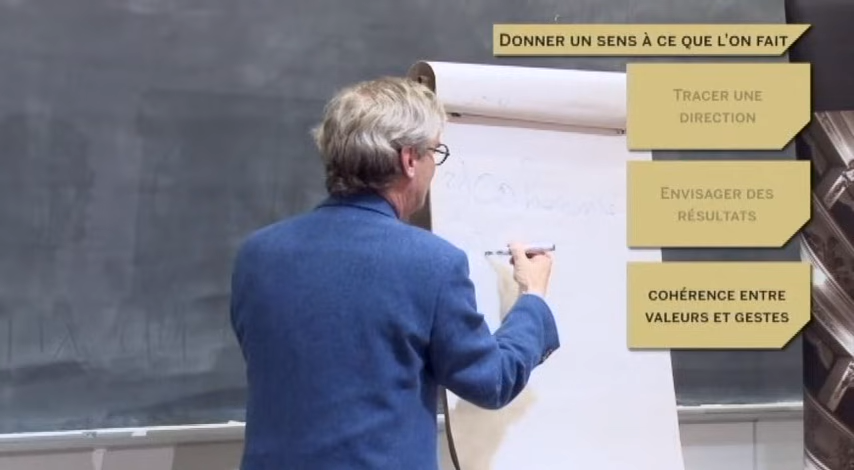 DONNER UN SENS À CE QUE L'ON FAIT
TRACER UNE
DIRECTION
ENVISAGER DES
RÉSULTATS
COHÉRENCE ENTRE
VALEURS ET GESTES